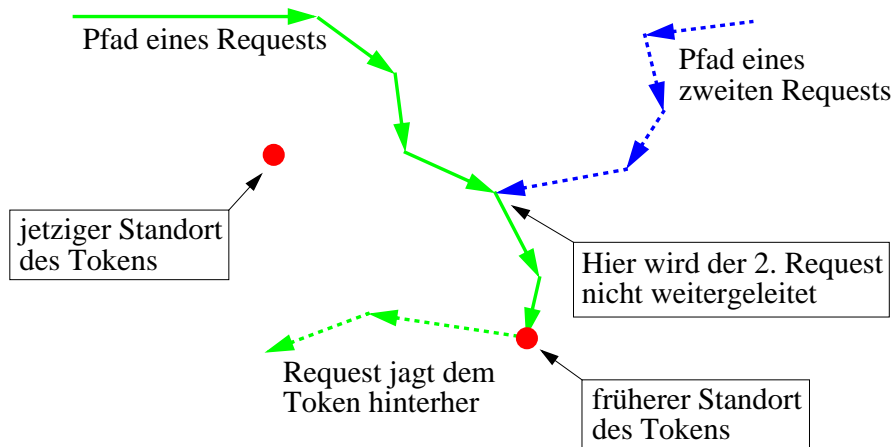 Pfad eines Requests
Pfad eines
zweiten Requests
jetziger Standort
des Tokens
Hier wird der 2. Request
nicht weitergeleitet
Request jagt dem
Token hinterher
früherer Standort
des Tokens